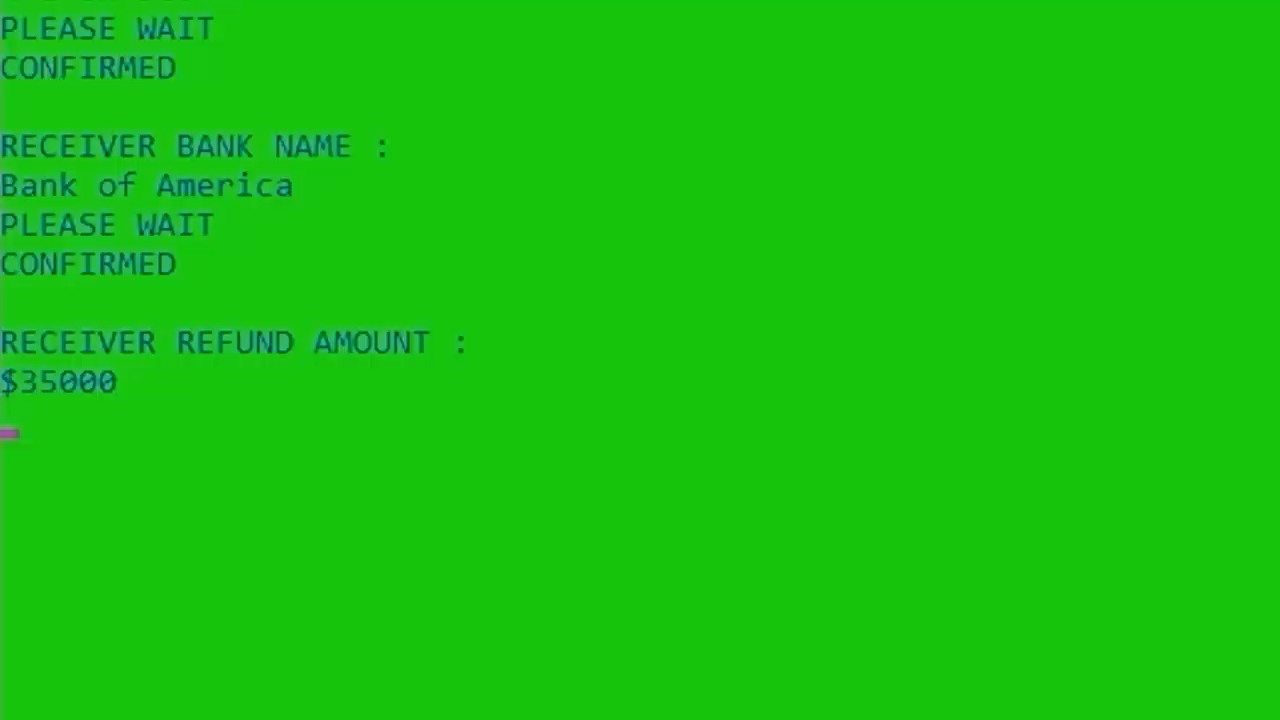 PLEASE WAIT
CONFIRMED
RECEIVER BANK NAME :
Bank of America
PLEASE WAIT
CONFIRMED
RECEIVER REFUND AMOUNT :
$35000